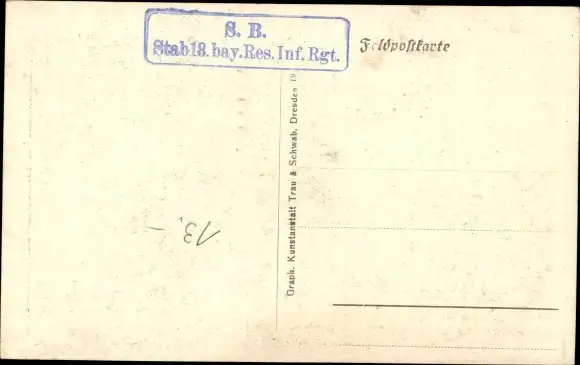 S. B.
Stab 18. bay. Res. Inf. Rgt.
Feldpostkarte
Graph. Kunstanstalt Trau & Schwab, Dresden 19
13,–